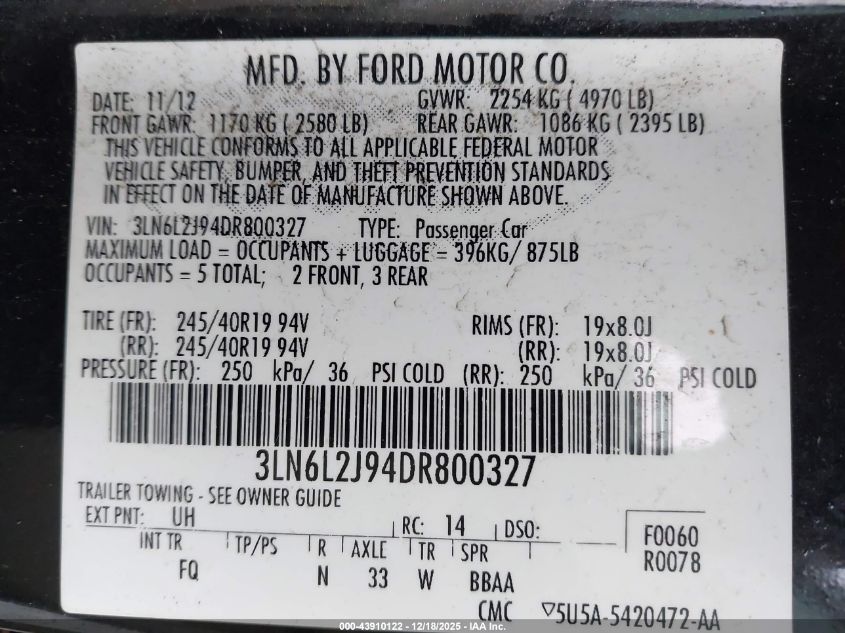 MFD. BY FORD MOTOR CO.
DATE: 11/12 GVWR: 2254 KG ( 4970 LB)
FRONT GAWR: 1170 KG ( 2580 LB) REAR GAWR: 1086 KG ( 2395 LB)
THIS VEHICLE CONFORMS TO ALL APPLICABLE FEDERAL MOTOR
VEHICLE SAFETY, BUMPER, AND THEFT PREVENTION STANDARDS
IN EFFECT ON THE DATE OF MANUFACTURE SHOWN ABOVE.
VIN: 3LN6L2J94DR800327 TYPE: Passenger Car
MAXIMUM LOAD = OCCUPANTS + LUGGAGE = 396KG/ 875LB
OCCUPANTS = 5 TOTAL; 2 FRONT, 3 REAR
TIRE (FR): 245/40R19 94V RIMS (FR): 19x8.0J
(RR): 245/40R19 94V (RR): 19x8.0J
PRESSURE (FR): 250 kPa/ 36 PSI COLD (RR): 250 kPa/ 36 PSI COLD
3LN6L2J94DR800327
TRAILER TOWING - SEE OWNER GUIDE
EXT PNT: UH RC: 14 DSO: F0060
INT TR TP/PS R AXLE TR SPR R0078
FQ N 33 W BBAA
CMC ▽5U5A-5420472-AA
000-43910122 - 12/18/2025 - IAA Inc.